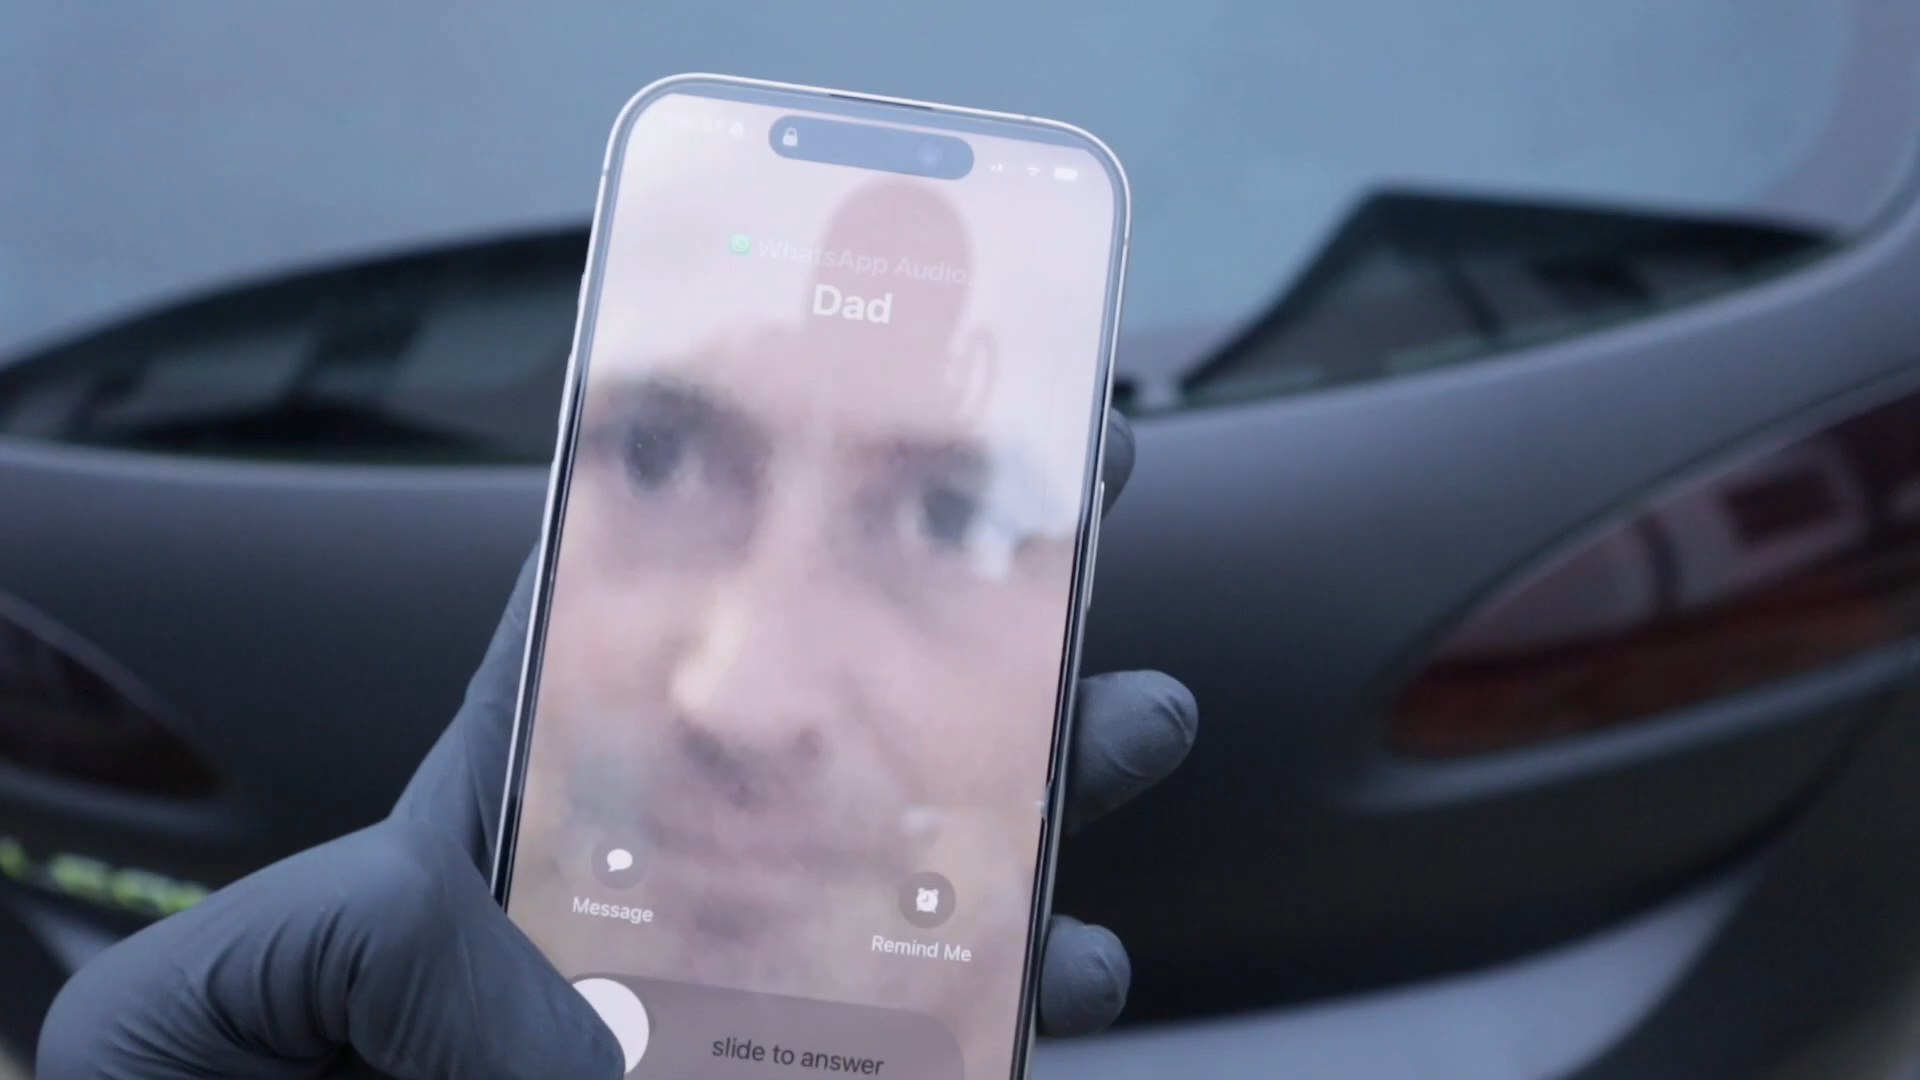 WhatsApp Audio
Dad
Message
Remind Me
slide to answer